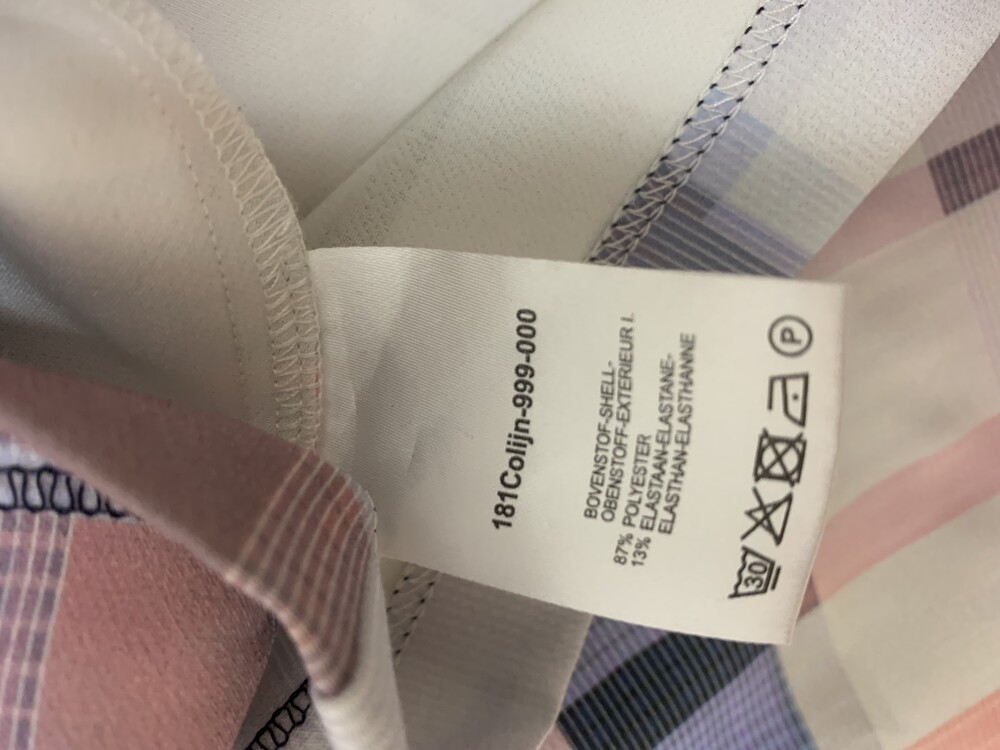 181Colijn-999-000
BOVENSTOF-SHELL-
OBENSTOFF-EXTERIEUR I.
87% POLYESTER
13% ELASTAAN-ELASTANE-
ELASTHAN-ELASTHANNE
30 P